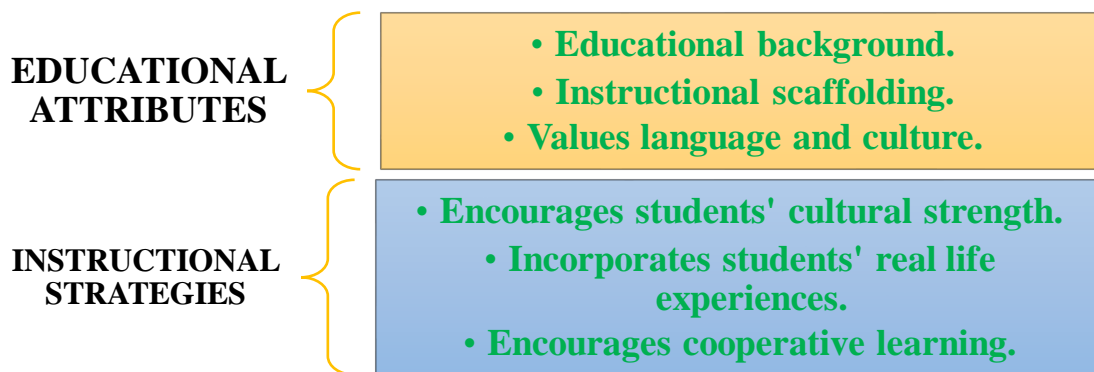 EDUCATIONAL
ATTRIBUTES
• Educational background.
• Instructional scaffolding.
• Values language and culture.
INSTRUCTIONAL
STRATEGIES
• Encourages students' cultural strength.
• Incorporates students' real life
experiences.
• Encourages cooperative learning.